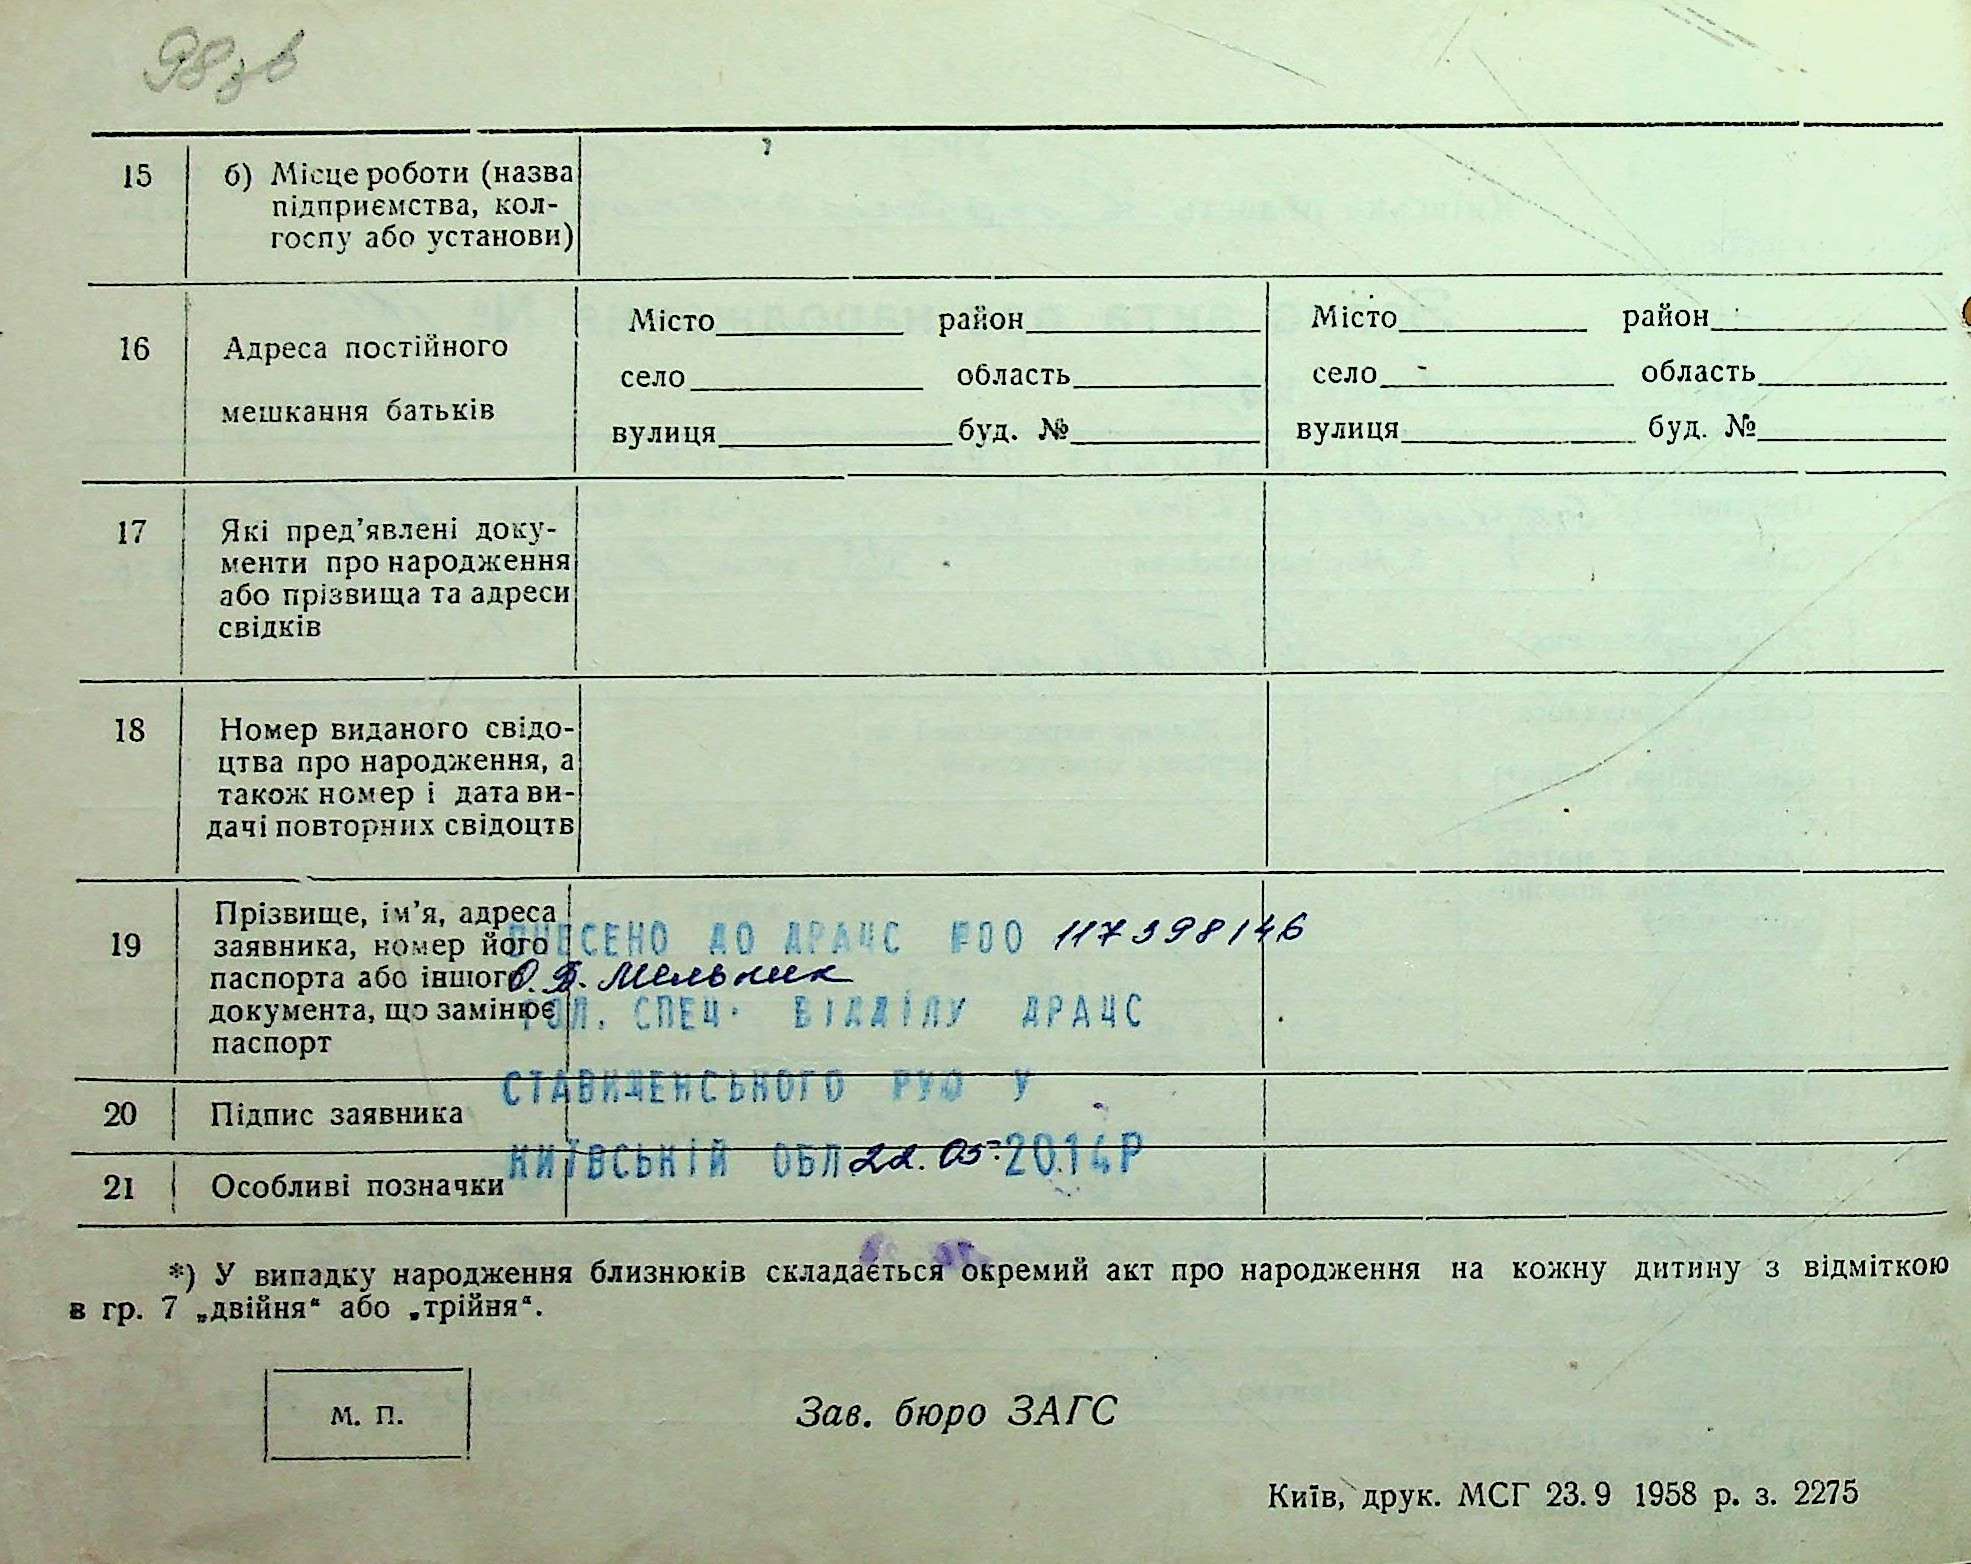 98 зв
15 б) Місце роботи (назва
підприємства, кол-
госпу або установи)
16 Адреса постійного
мешкання батьків
Місто район
село область
вулиця буд. №
Місто район
село область
вулиця буд. №
17 Які пред’явлені доку-
менти про народження
або прізвища та адреси
свідків
18 Номер виданого свідо-
цтва про народження, а
також номер і дата ви-
дачі повторних свідоцтв
19 Прізвище, ім’я, адреса
заявника, номер його
паспорта або іншого
документа, що замінює
паспорт
ВНЕСЕНО ДО ДРАЦС №00 117398146
О.В. Мельник
ГОЛ. СПЕЦ. ВІДДІЛУ ДРАЦС
СТАВИЩЕНСЬКОГО РУЮ У
КИЇВСЬКІЙ ОБЛ 22.05.2014Р
20 Підпис заявника
21 Особливі позначки
*) У випадку народження близнюків складається окремий акт про народження на кожну дитину з відміткою
в гр. 7 „двійня“ або „трійня“.
м. п.
Зав. бюро ЗАГС
Київ, друк. МСГ 23.9 1958 р. з. 2275